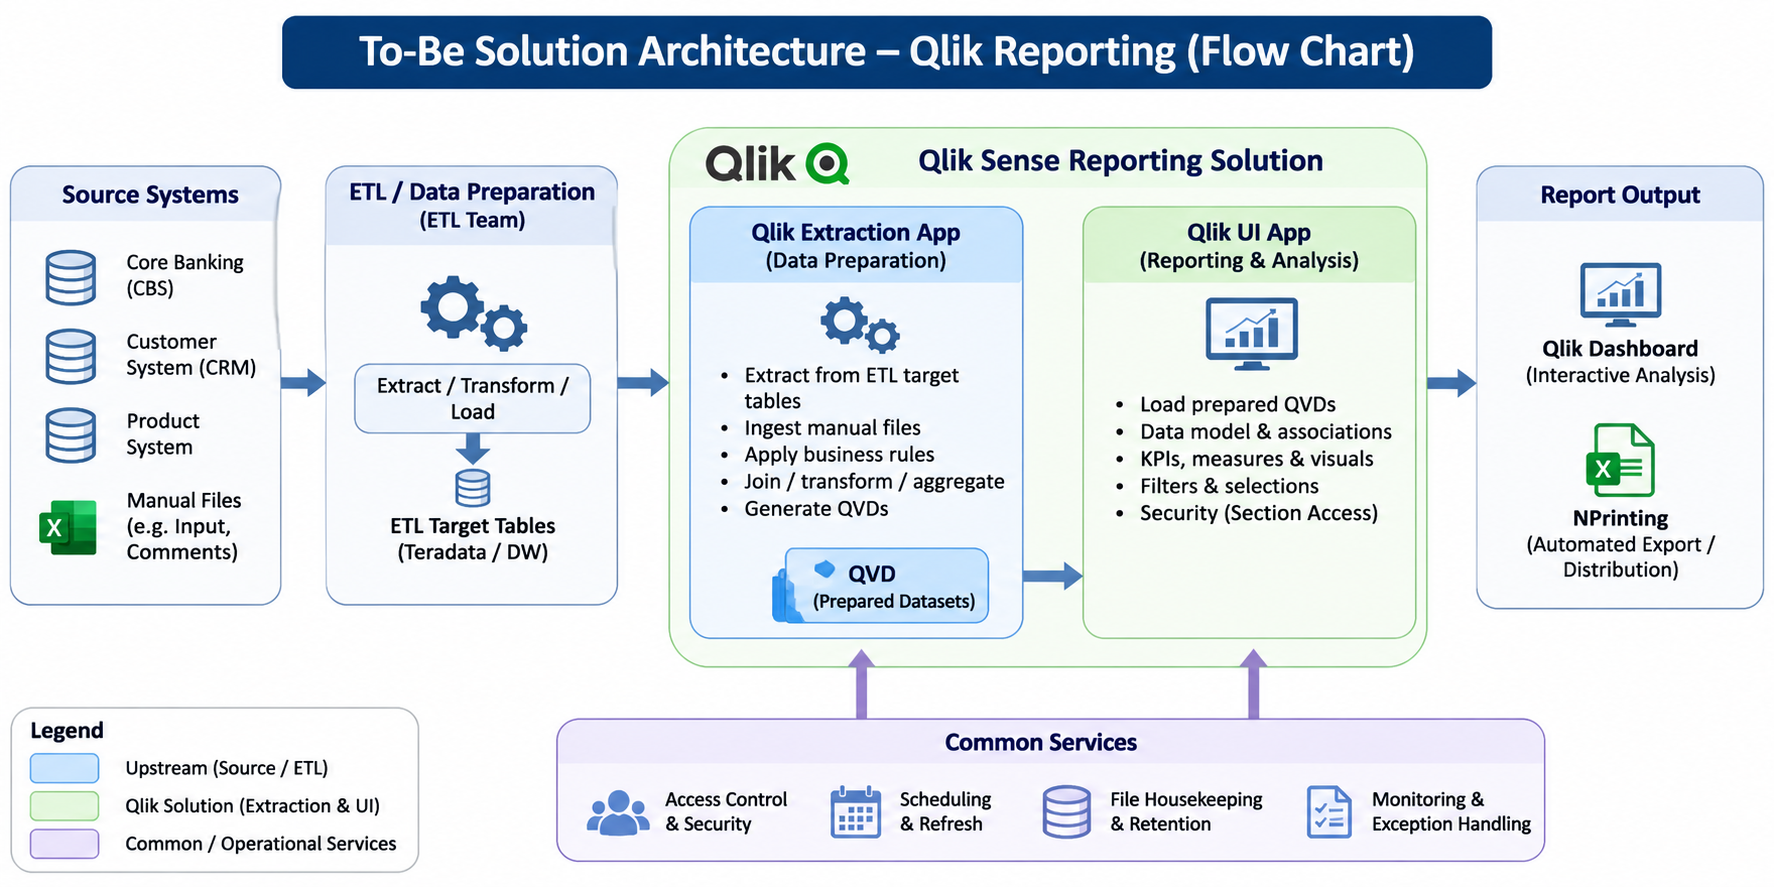 To-Be Solution Architecture – Qlik Reporting (Flow Chart)
Source Systems
Core Banking
(CBS)
Customer
System (CRM)
Product
System
X
Manual Files
(e.g. Input,
Comments)
ETL / Data Preparation
(ETL Team)
Extract / Transform /
Load
ETL Target Tables
(Teradata / DW)
Qlik
Qlik Sense Reporting Solution
Qlik Extraction App
(Data Preparation)
• Extract from ETL target
tables
• Ingest manual files
• Apply business rules
• Join / transform / aggregate
• Generate QVDs
QVD
(Prepared Datasets)
Qlik UI App
(Reporting & Analysis)
• Load prepared QVDs
• Data model & associations
• KPIs, measures & visuals
• Filters & selections
• Security (Section Access)
Report Output
Qlik Dashboard
(Interactive Analysis)
X
NPrinting
(Automated Export /
Distribution)
Legend
Upstream (Source / ETL)
Qlik Solution (Extraction & UI)
Common / Operational Services
Common Services
Access Control
& Security
Scheduling
& Refresh
File Housekeeping
& Retention
Monitoring &
Exception Handling